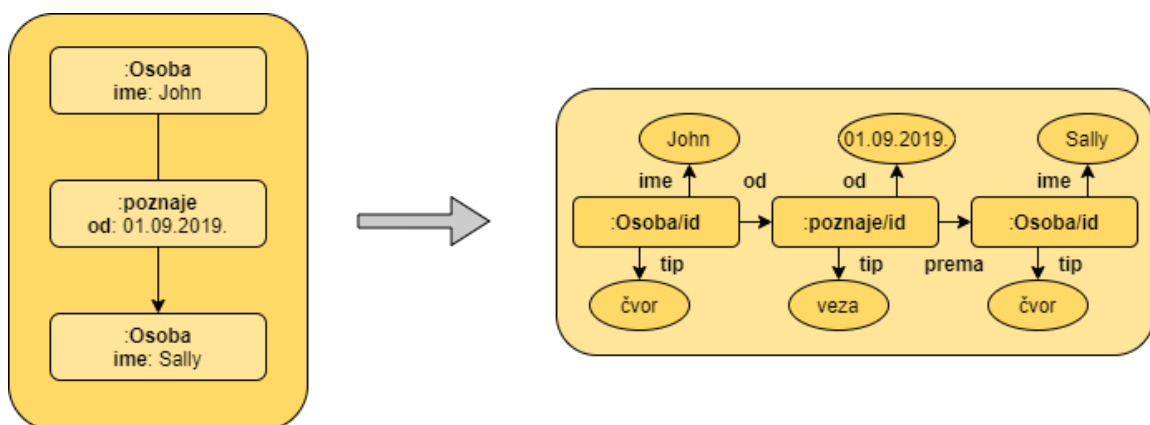 :Osoba
ime: John
:poznaje
od: 01.09.2019.
:Osoba
ime: Sally
John
01.09.2019.
Sally
ime
od
od
ime
:Osoba/id
:poznaje/id
:Osoba/id
tip
tip
prema
tip
čvor
veza
čvor